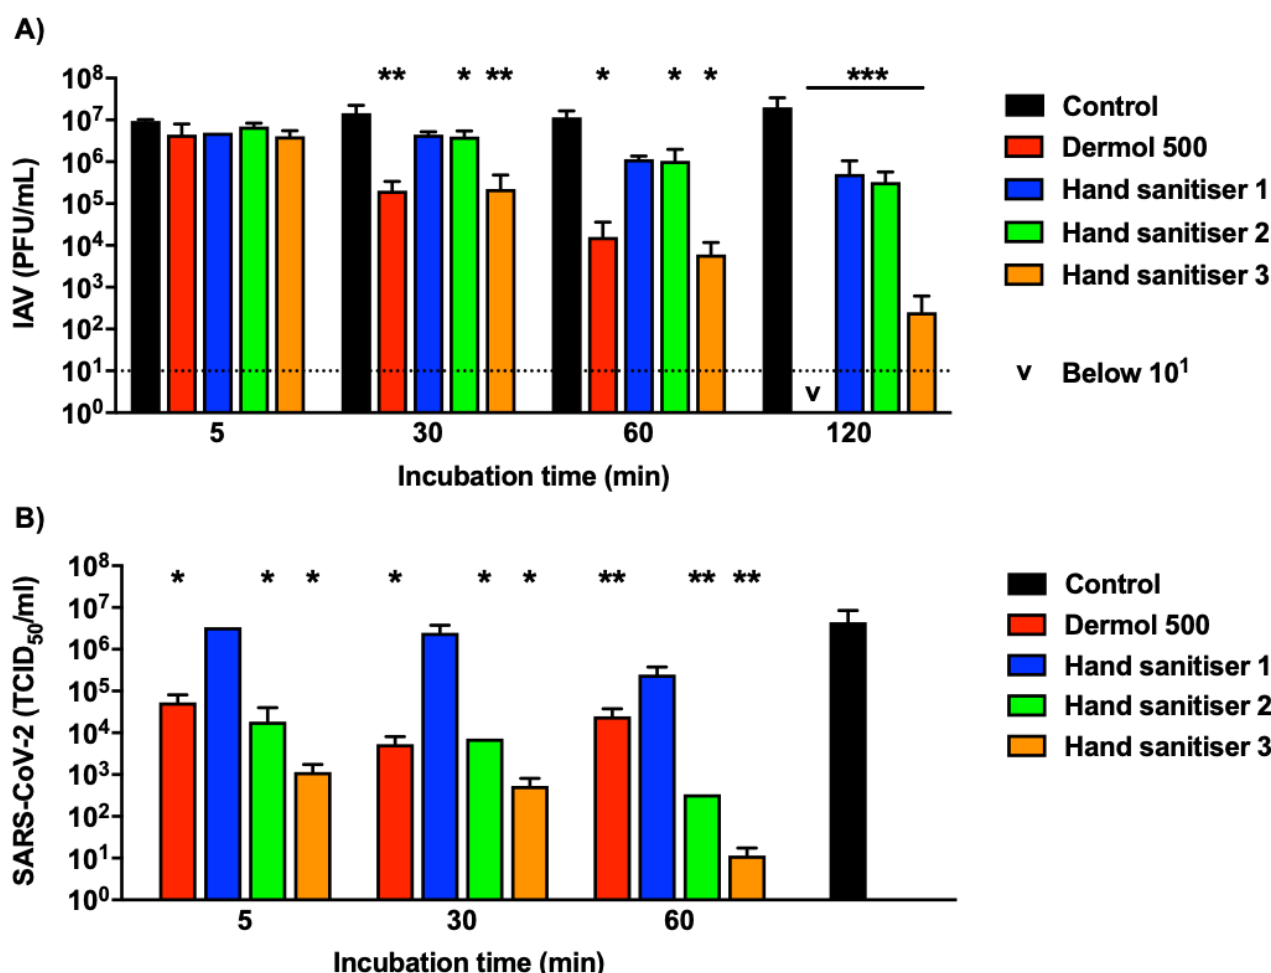 A)
** * ** * * * ***
10⁸
10⁷
10⁶
10⁵
10⁴
10³
10²
10¹
10⁰
IAV (PFU/mL)
v
5 30 60 120
Incubation time (min)
Control
Dermol 500
Hand sanitiser 1
Hand sanitiser 2
Hand sanitiser 3
v Below 10¹
B)
* * * * * * ** ** **
10⁸
10⁷
10⁶
10⁵
10⁴
10³
10²
10¹
10⁰
SARS-CoV-2 (TCID₅₀/ml)
5 30 60
Incubation time (min)
Control
Dermol 500
Hand sanitiser 1
Hand sanitiser 2
Hand sanitiser 3